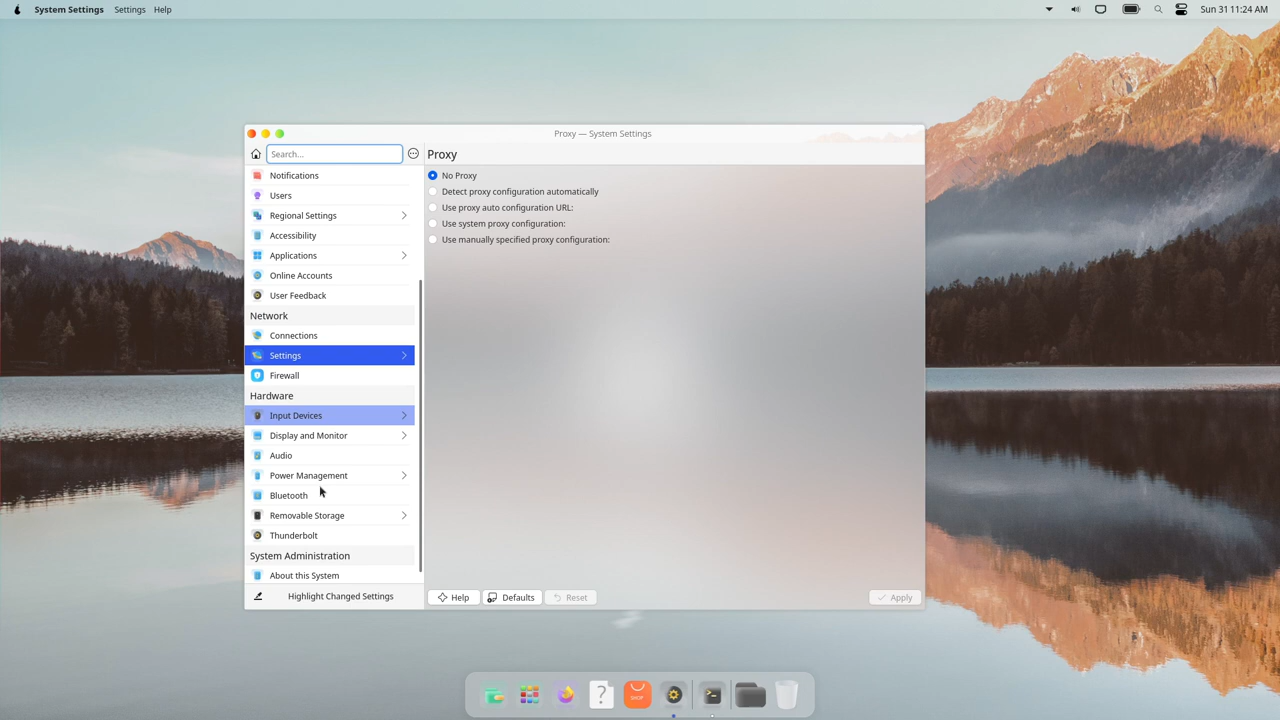 System Settings Settings Help
Sun 31 11:24 AM
Proxy — System Settings
Search...
Proxy
Notifications
Users
Regional Settings
Accessibility
Applications
Online Accounts
User Feedback
Network
Connections
Settings
Firewall
Hardware
Input Devices
Display and Monitor
Audio
Power Management
Bluetooth
Removable Storage
Thunderbolt
System Administration
About this System
Highlight Changed Settings
No Proxy
Detect proxy configuration automatically
Use proxy auto configuration URL:
Use system proxy configuration:
Use manually specified proxy configuration:
Help Defaults Reset Apply
?
SHOP